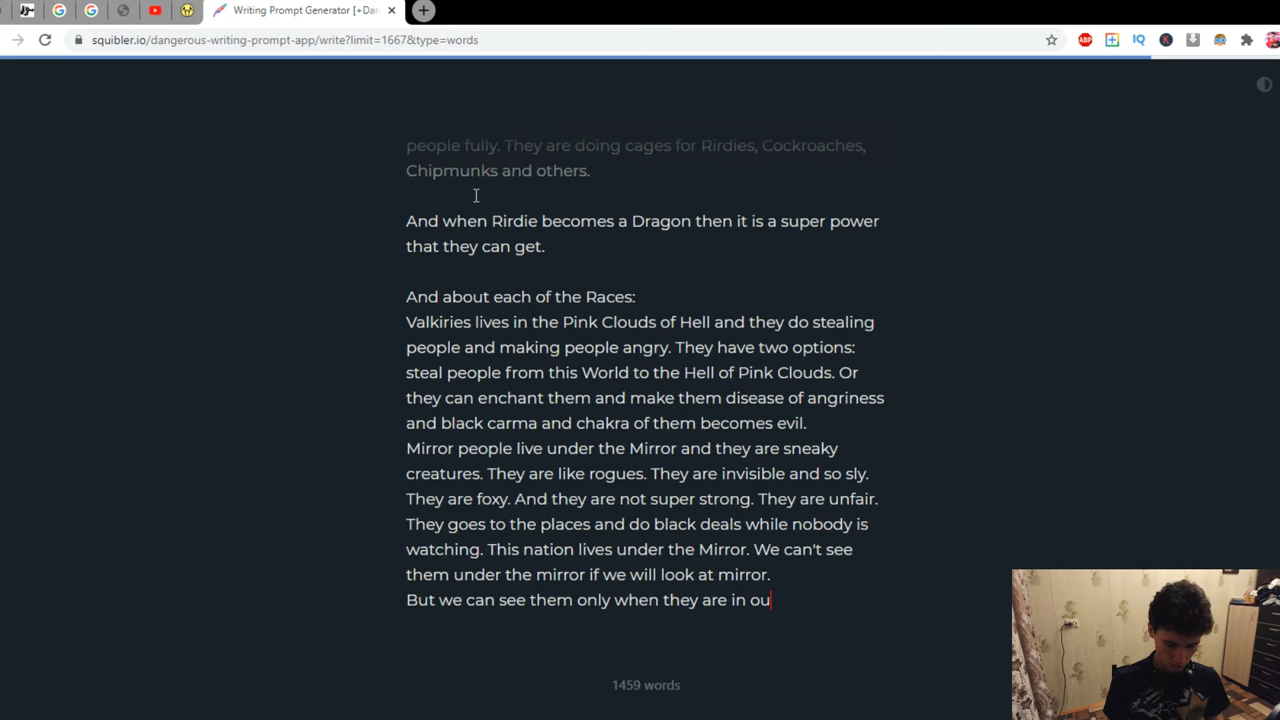 Writing Prompt Generator [+Dan
squibler.io/dangerous-writing-prompt-app/write?limit=1667&type=words
ABP
IQ
K
people fully. They are doing cages for Rirdies, Cockroaches,
Chipmunks and others.
And when Rirdie becomes a Dragon then it is a super power
that they can get.
And about each of the Races:
Valkiries lives in the Pink Clouds of Hell and they do stealing
people and making people angry. They have two options:
steal people from this World to the Hell of Pink Clouds. Or
they can enchant them and make them disease of angriness
and black carma and chakra of them becomes evil.
Mirror people live under the Mirror and they are sneaky
creatures. They are like rogues. They are invisible and so sly.
They are foxy. And they are not super strong. They are unfair.
They goes to the places and do black deals while nobody is
watching. This nation lives under the Mirror. We can't see
them under the mirror if we will look at mirror.
But we can see them only when they are in ou
1459 words